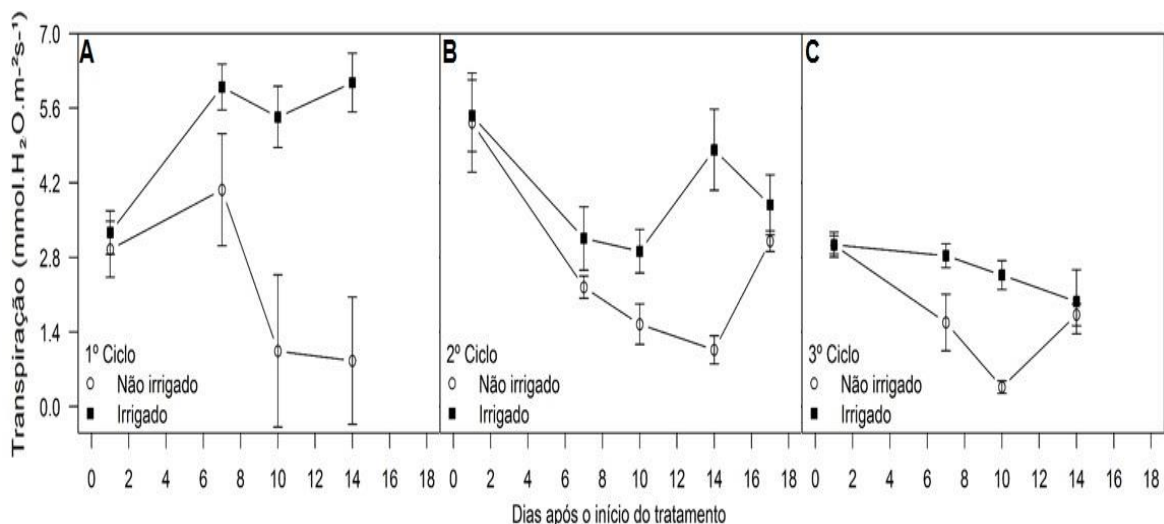 Transpiração (mmol.H₂O.m-²s-¹)
7.0
5.6
4.2
2.8
1.4
0.0
A
1º Ciclo
Não irrigado
Irrigado
0 2 4 6 8 10 12 14 16 18
B
2º Ciclo
Não irrigado
Irrigado
0 2 4 6 8 10 12 14 16 18
C
3º Ciclo
Não irrigado
Irrigado
0 2 4 6 8 10 12 14 16 18
Dias após o início do tratamento